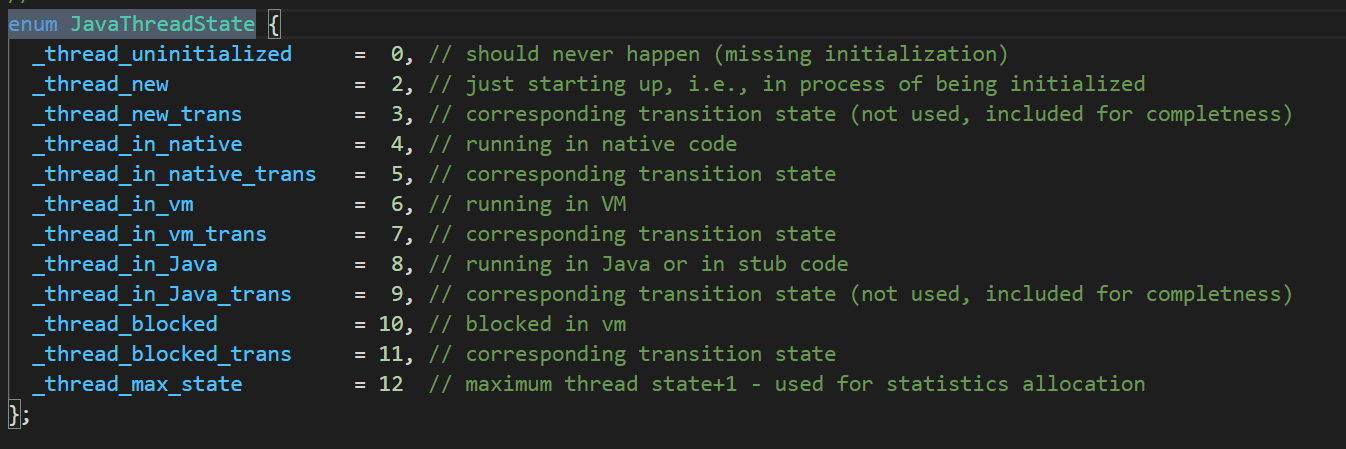 enum JavaThreadState {
  _thread_uninitialized     =  0, // should never happen (missing initialization)
  _thread_new               =  2, // just starting up, i.e., in process of being initialized
  _thread_new_trans         =  3, // corresponding transition state (not used, included for completness)
  _thread_in_native         =  4, // running in native code
  _thread_in_native_trans   =  5, // corresponding transition state
  _thread_in_vm             =  6, // running in VM
  _thread_in_vm_trans       =  7, // corresponding transition state
  _thread_in_Java           =  8, // running in Java or in stub code
  _thread_in_Java_trans     =  9, // corresponding transition state (not used, included for completness)
  _thread_blocked           = 10, // blocked in vm
  _thread_blocked_trans     = 11, // corresponding transition state
  _thread_max_state         = 12  // maximum thread state+1 - used for statistics allocation
};